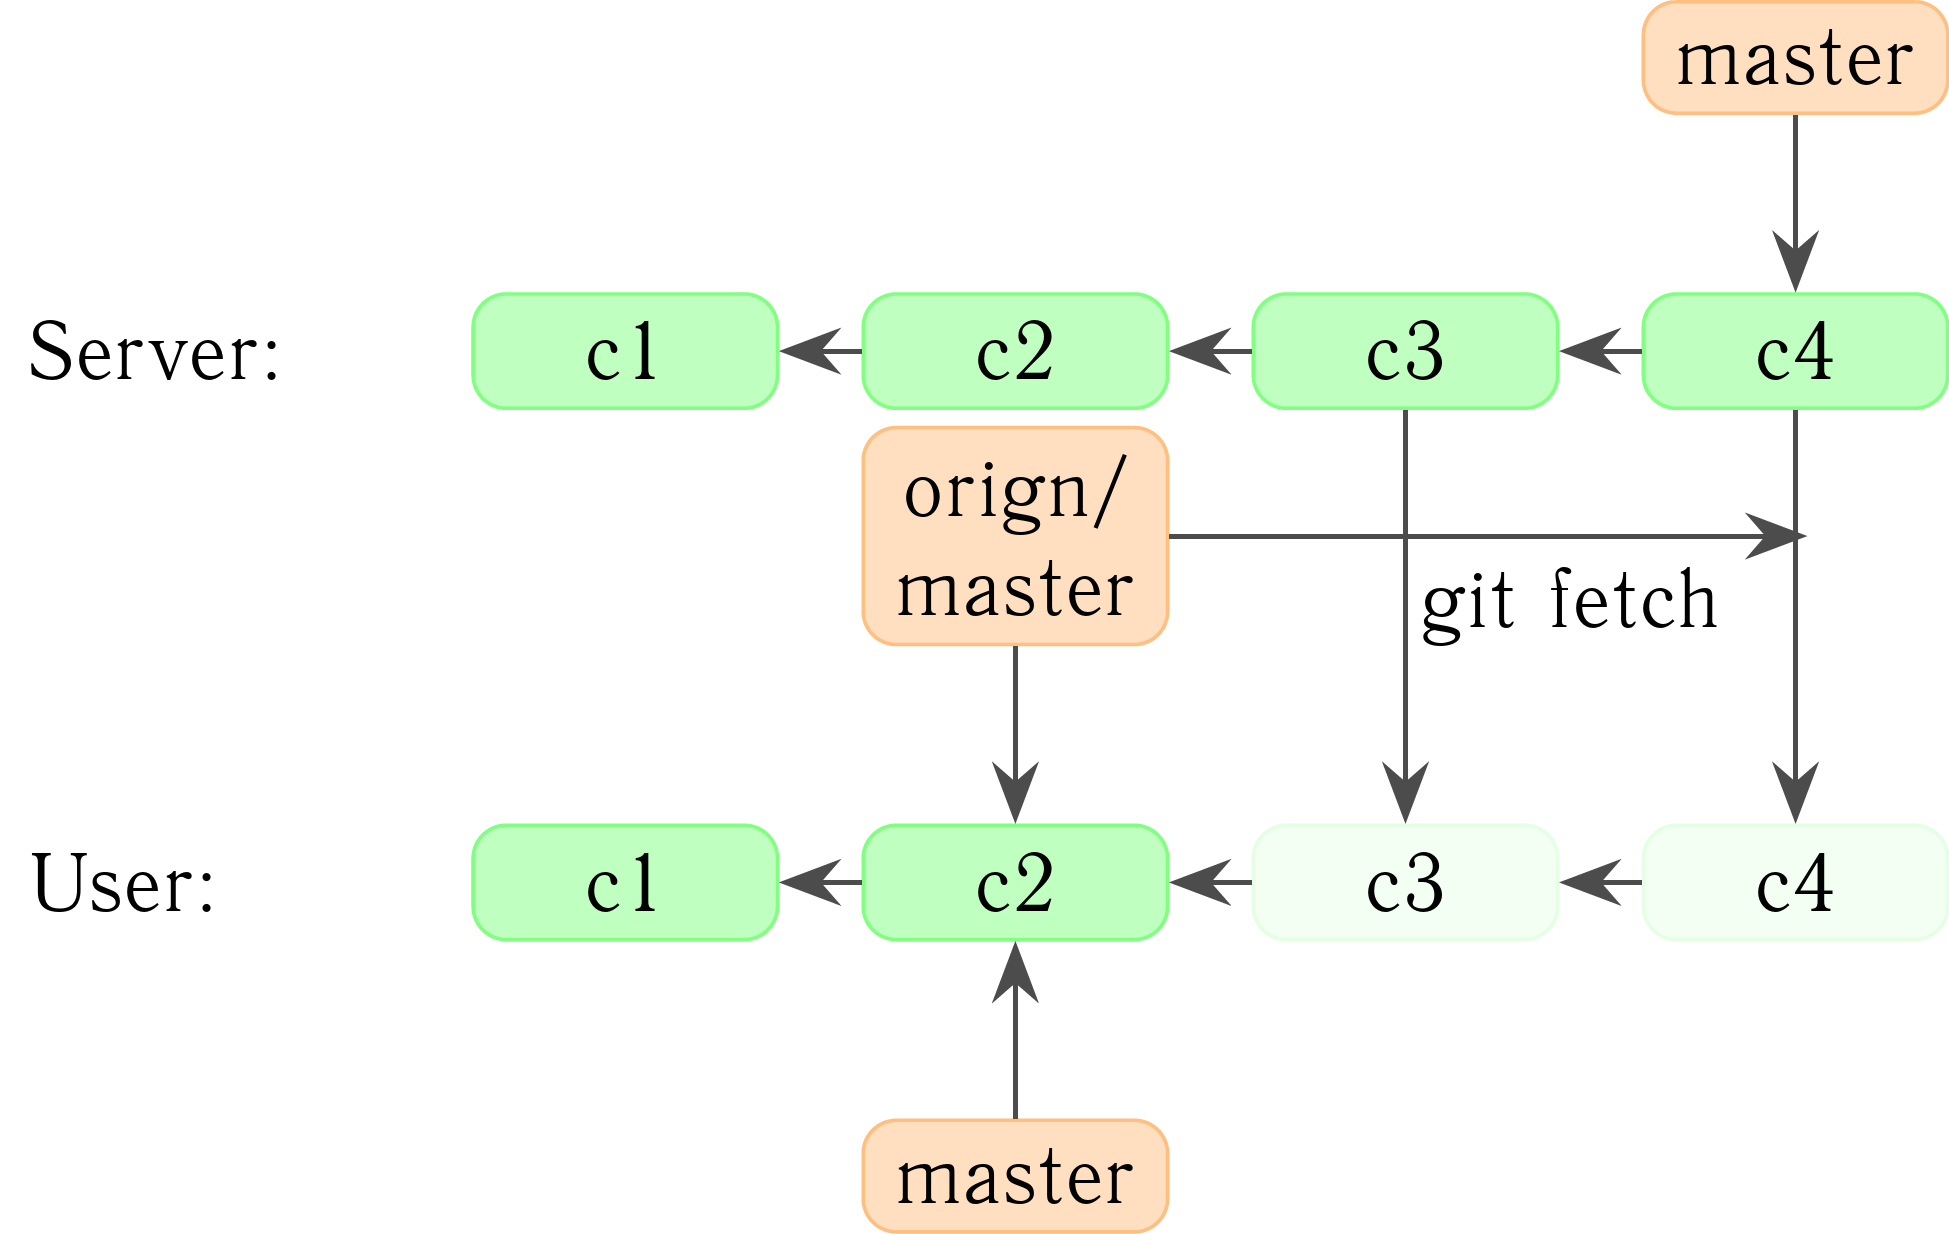 master
Server:
c1
c2
c3
c4
orign/
master
git fetch
User:
c1
c2
c3
c4
master